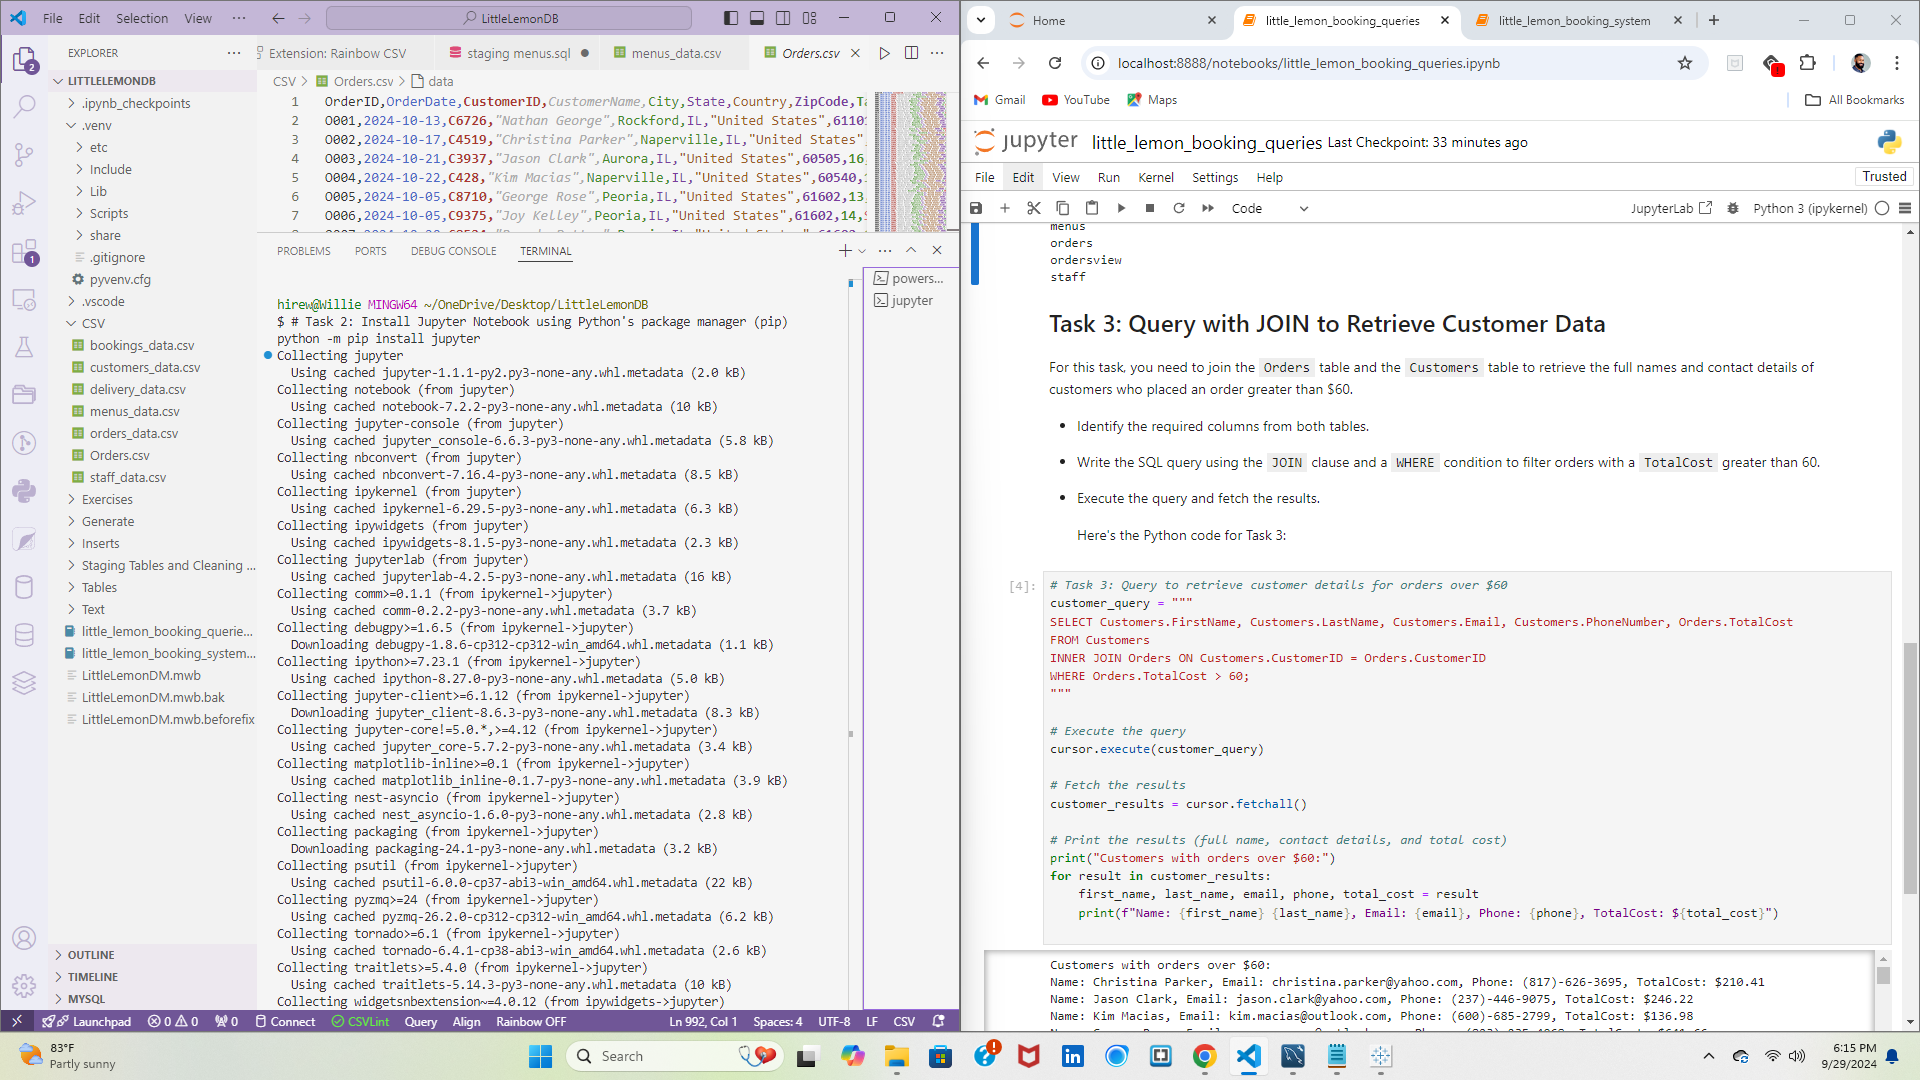 File Edit Selection View ··· LittleLemonDB
EXPLORER ···
LITTLELEMONDB
.ipynb_checkpoints
.venv
etc
Include
Lib
Scripts
share
.gitignore
pyvenv.cfg
.vscode
CSV
bookings_data.csv
customers_data.csv
delivery_data.csv
menus_data.csv
orders_data.csv
Orders.csv
staff_data.csv
Exercises
Generate
Inserts
Staging Tables and Cleaning ...
Tables
Text
little_lemon_booking_querie...
little_lemon_booking_system...
LittleLemonDM.mwb
LittleLemonDM.mwb.bak
LittleLemonDM.mwb.beforefix
OUTLINE
TIMELINE
MYSQL
2
1
Extension: Rainbow CSV staging menus.sql menus_data.csv Orders.csv
CSV > Orders.csv > data
1 OrderID,OrderDate,CustomerID,CustomerName,City,State,Country,ZipCode,Ta
2 O001,2024-10-13,C6726,"Nathan George",Rockford,IL,"United States",61101
3 O002,2024-10-17,C4519,"Christina Parker",Naperville,IL,"United States"
4 O003,2024-10-21,C3937,"Jason Clark",Aurora,IL,"United States",60505,16,
5 O004,2024-10-22,C428,"Kim Macias",Naperville,IL,"United States",60540,1
6 O005,2024-10-05,C8710,"George Rose",Peoria,IL,"United States",61602,13,
7 O006,2024-10-05,C9375,"Joy Kelley",Peoria,IL,"United States",61602,14,
PROBLEMS PORTS DEBUG CONSOLE TERMINAL
powers...
jupyter
hirew@Willie MINGW64 ~/OneDrive/Desktop/LittleLemonDB
$ # Task 2: Install Jupyter Notebook using Python's package manager (pip)
python -m pip install jupyter
Collecting jupyter
Using cached jupyter-1.1.1-py2.py3-none-any.whl.metadata (2.0 kB)
Collecting notebook (from jupyter)
Using cached notebook-7.2.2-py3-none-any.whl.metadata (10 kB)
Collecting jupyter-console (from jupyter)
Using cached jupyter_console-6.6.3-py3-none-any.whl.metadata (5.8 kB)
Collecting nbconvert (from jupyter)
Using cached nbconvert-7.16.4-py3-none-any.whl.metadata (8.5 kB)
Collecting ipykernel (from jupyter)
Using cached ipykernel-6.29.5-py3-none-any.whl.metadata (6.3 kB)
Collecting ipywidgets (from jupyter)
Using cached ipywidgets-8.1.5-py3-none-any.whl.metadata (2.3 kB)
Collecting jupyterlab (from jupyter)
Using cached jupyterlab-4.2.5-py3-none-any.whl.metadata (16 kB)
Collecting comm>=0.1.1 (from ipykernel->jupyter)
Using cached comm-0.2.2-py3-none-any.whl.metadata (3.7 kB)
Collecting debugpy>=1.6.5 (from ipykernel->jupyter)
Downloading debugpy-1.8.6-cp312-cp312-win_amd64.whl.metadata (1.1 kB)
Collecting ipython>=7.23.1 (from ipykernel->jupyter)
Using cached ipython-8.27.0-py3-none-any.whl.metadata (5.0 kB)
Collecting jupyter-client>=6.1.12 (from ipykernel->jupyter)
Downloading jupyter_client-8.6.3-py3-none-any.whl.metadata (8.3 kB)
Collecting jupyter-core!=5.0.*,>=4.12 (from ipykernel->jupyter)
Using cached jupyter_core-5.7.2-py3-none-any.whl.metadata (3.4 kB)
Collecting matplotlib-inline>=0.1 (from ipykernel->jupyter)
Using cached matplotlib_inline-0.1.7-py3-none-any.whl.metadata (3.9 kB)
Collecting nest-asyncio (from ipykernel->jupyter)
Using cached nest_asyncio-1.6.0-py3-none-any.whl.metadata (2.8 kB)
Collecting packaging (from ipykernel->jupyter)
Downloading packaging-24.1-py3-none-any.whl.metadata (3.2 kB)
Collecting psutil (from ipykernel->jupyter)
Using cached psutil-6.0.0-cp37-abi3-win_amd64.whl.metadata (22 kB)
Collecting pyzmq>=24 (from ipykernel->jupyter)
Using cached pyzmq-26.2.0-cp312-cp312-win_amd64.whl.metadata (6.2 kB)
Collecting tornado>=6.1 (from ipykernel->jupyter)
Using cached tornado-6.4.1-cp38-abi3-win_amd64.whl.metadata (2.6 kB)
Collecting traitlets>=5.4.0 (from ipykernel->jupyter)
Using cached traitlets-5.14.3-py3-none-any.whl.metadata (10 kB)
Collecting widgetsnbextension~=4.0.12 (from ipywidgets->jupyter)
Launchpad 0 0 0 Connect CSVLint Query Align Rainbow OFF Ln 992, Col 1 Spaces: 4 UTF-8 LF CSV
Home little_lemon_booking_queries little_lemon_booking_system
localhost:8888/notebooks/little_lemon_booking_queries.ipynb
Gmail YouTube Maps All Bookmarks
jupyter little_lemon_booking_queries Last Checkpoint: 33 minutes ago
File Edit View Run Kernel Settings Help Trusted
Code JupyterLab Python 3 (ipykernel)
menus
orders
ordersview
staff
Task 3: Query with JOIN to Retrieve Customer Data
For this task, you need to join the Orders table and the Customers table to retrieve the full names and contact details of
customers who placed an order greater than $60.
• Identify the required columns from both tables.
• Write the SQL query using the JOIN clause and a WHERE condition to filter orders with a TotalCost greater than 60.
• Execute the query and fetch the results.
Here's the Python code for Task 3:
[4]: # Task 3: Query to retrieve customer details for orders over $60
customer_query = """
SELECT Customers.FirstName, Customers.LastName, Customers.Email, Customers.PhoneNumber, Orders.TotalCost
FROM Customers
INNER JOIN Orders ON Customers.CustomerID = Orders.CustomerID
WHERE Orders.TotalCost > 60;
"""
# Execute the query
cursor.execute(customer_query)
# Fetch the results
customer_results = cursor.fetchall()
# Print the results (full name, contact details, and total cost)
print("Customers with orders over $60:")
for result in customer_results:
first_name, last_name, email, phone, total_cost = result
print(f"Name: {first_name} {last_name}, Email: {email}, Phone: {phone}, TotalCost: ${total_cost}")
Customers with orders over $60:
Name: Christina Parker, Email: christina.parker@yahoo.com, Phone: (817)-626-3695, TotalCost: $210.41
Name: Jason Clark, Email: jason.clark@yahoo.com, Phone: (237)-446-9075, TotalCost: $246.22
Name: Kim Macias, Email: kim.macias@outlook.com, Phone: (600)-685-2799, TotalCost: $136.98
83°F
Partly sunny
Search
6:15 PM
9/29/2024